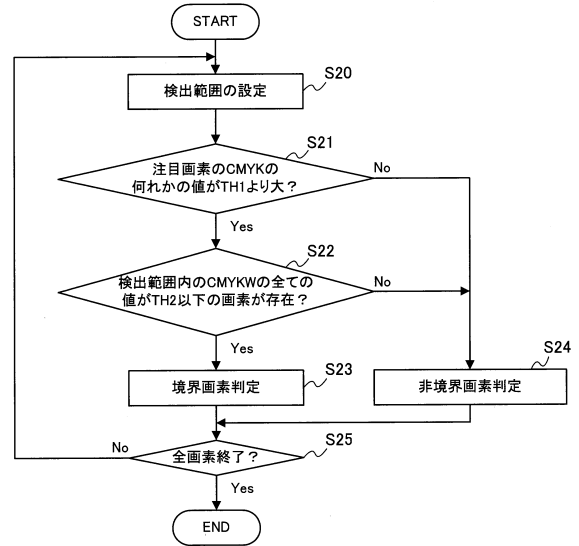 START
S20
検出範囲の設定
S21
注目画素のCMYKの
何れかの値がTH1より大？
No
Yes
S22
検出範囲内のCMYKWの全ての
値がTH2以下の画素が存在？
No
Yes
S23
境界画素判定
S24
非境界画素判定
S25
全画素終了？
No
Yes
END